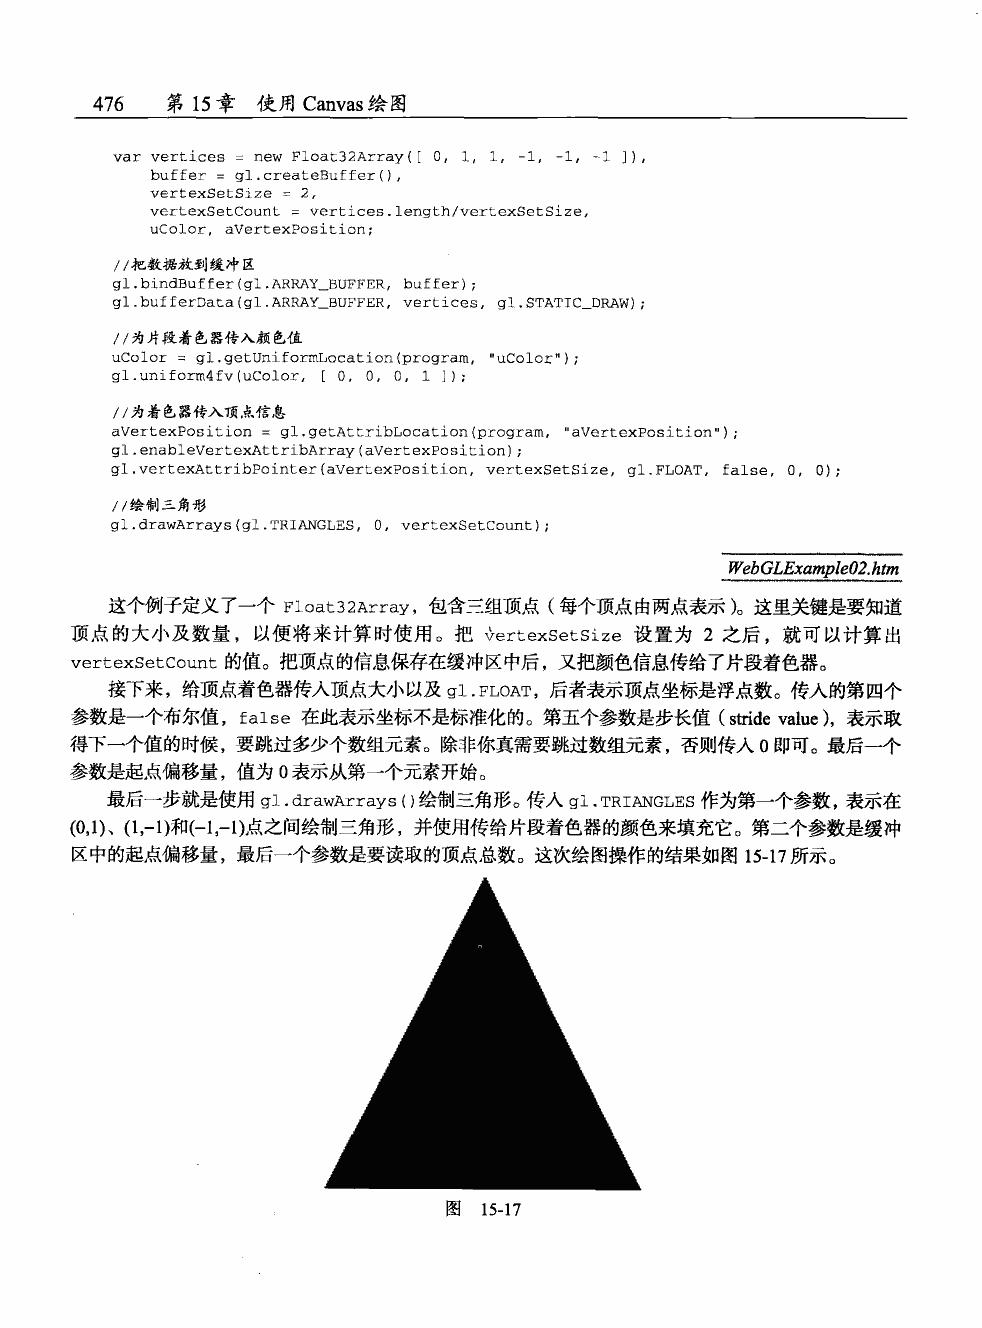 476 第 15 章 使用 Canvas 绘图
var vertices = new Float32Array([ 0, 1, 1, -1, -1, -1 ]),
buffer = gl.createBuffer(),
vertexSetSize = 2,
vertexSetCount = vertices.length/vertexSetSize,
uColor, aVertexPosition;
//把数据放到缓冲区
gl.bindBuffer(gl.ARRAY_BUFFER, buffer);
gl.bufferData(gl.ARRAY_BUFFER, vertices, gl.STATIC_DRAW);
//为片段着色器传入颜色值
uColor = gl.getUniformLocation(program, "uColor");
gl.uniform4fv(uColor, [ 0, 0, 0, 1 ]);
//为着色器传入顶点信息
aVertexPosition = gl.getAttribLocation(program, "aVertexPosition");
gl.enableVertexAttribArray(aVertexPosition);
gl.vertexAttribPointer(aVertexPosition, vertexSetSize, gl.FLOAT, false, 0, 0);
//绘制三角形
gl.drawArrays(gl.TRIANGLES, 0, vertexSetCount);
WebGLExample02.htm
这个例子定义了一个 Float32Array，包含三组顶点（每个顶点由两点表示）。这里关键是要知道
顶点的大小及数量，以便将来计算时使用。把 vertexSetSize 设置为 2 之后，就可以计算出
vertexSetCount 的值。把顶点的信息保存在缓冲区中后，又把颜色信息传给了片段着色器。
接下来，给顶点着色器传入顶点大小以及 gl.FLOAT，后者表示顶点坐标是浮点数。传入的第四个
参数是一个布尔值，false 在此表示坐标不是标准化的。第五个参数是步长值（stride value），表示取
得下一个值的时候，要跳过多少个数组元素。除非你真需要跳过数组元素，否则传入 0 即可。最后一个
参数是起点偏移量，值为 0 表示从第一个元素开始。
最后一步就是使用 gl.drawArrays()绘制三角形。传入 gl.TRIANGLES 作为第一个参数，表示在
(0,1)、(1,-1)和(-1,-1)点之间绘制三角形，并使用传给片段着色器的颜色来填充它。第二个参数是缓冲
区中的起点偏移量，最后一个参数是要读取的顶点总数。这次绘图操作的结果如图 15-17 所示。
图 15-17